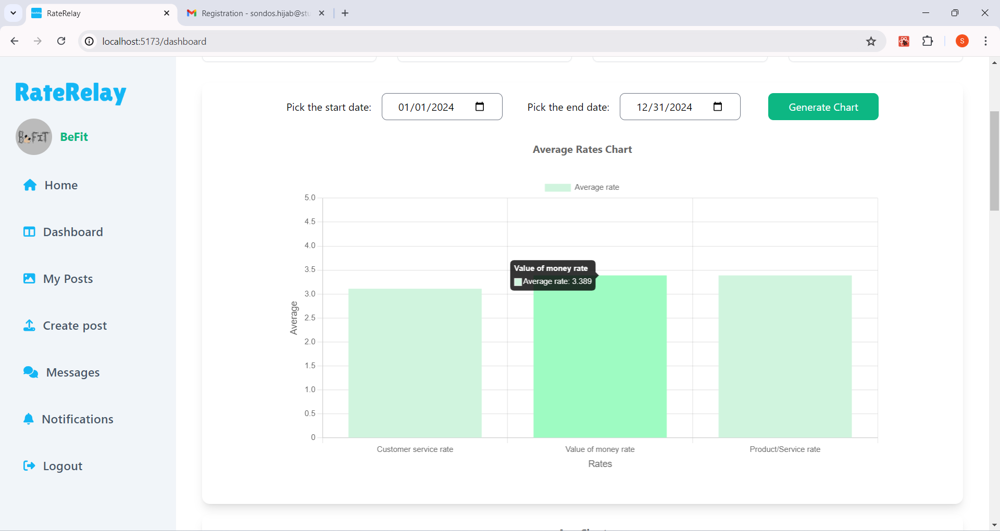 RateRelay
Registration - sondos.hijab@stu
localhost:5173/dashboard
S
RateRelay
BeFiT
BeFit
Home
Dashboard
My Posts
Create post
Messages
Notifications
Logout
Pick the start date: 01/01/2024 Pick the end date: 12/31/2024 Generate Chart
Average Rates Chart
Average rate
5.0
4.5
4.0
3.5
3.0
2.5
2.0
1.5
1.0
0.5
0
Average
Value of money rate
Average rate: 3.389
Customer service rate Value of money rate Product/Service rate
Rates